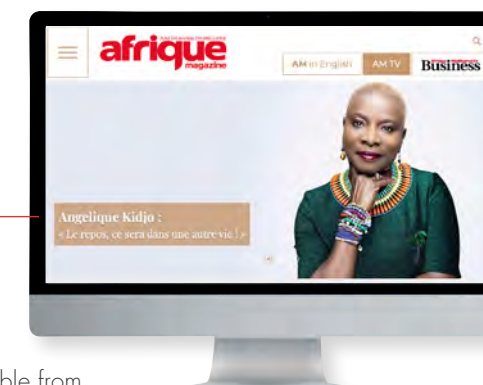 afrique
magazine
AM in English
AM TV
Business
Angelique Kidjo :
« Le repos, ce sera dans une autre vie ! »
ble from